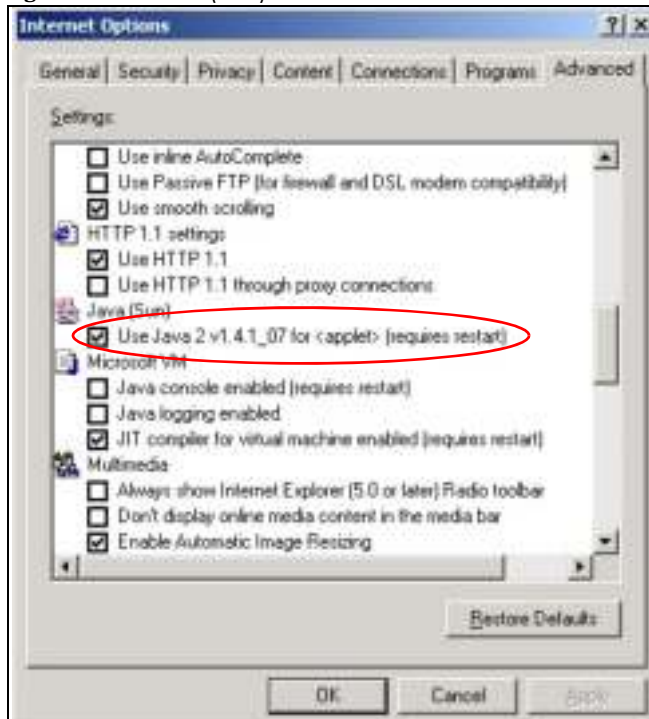 Internet Options
General Security Privacy Content Connections Programs Advanced
Settings:
Use inline AutoComplete
Use Passive FTP (for firewall and DSL modem compatibility)
Use smooth scrolling
HTTP 1.1 settings
Use HTTP 1.1
Use HTTP 1.1 through proxy connections
Java (Sun)
Use Java 2 v1.4.1_07 for <applet> (requires restart)
Microsoft VM
Java console enabled (requires restart)
Java logging enabled
JIT compiler for virtual machine enabled (requires restart)
Multimedia
Always show Internet Explorer (5.0 or later) Radio toolbar
Don't display online media content in the media bar
Enable Automatic Image Resizing
Restore Defaults
OK Cancel Apply